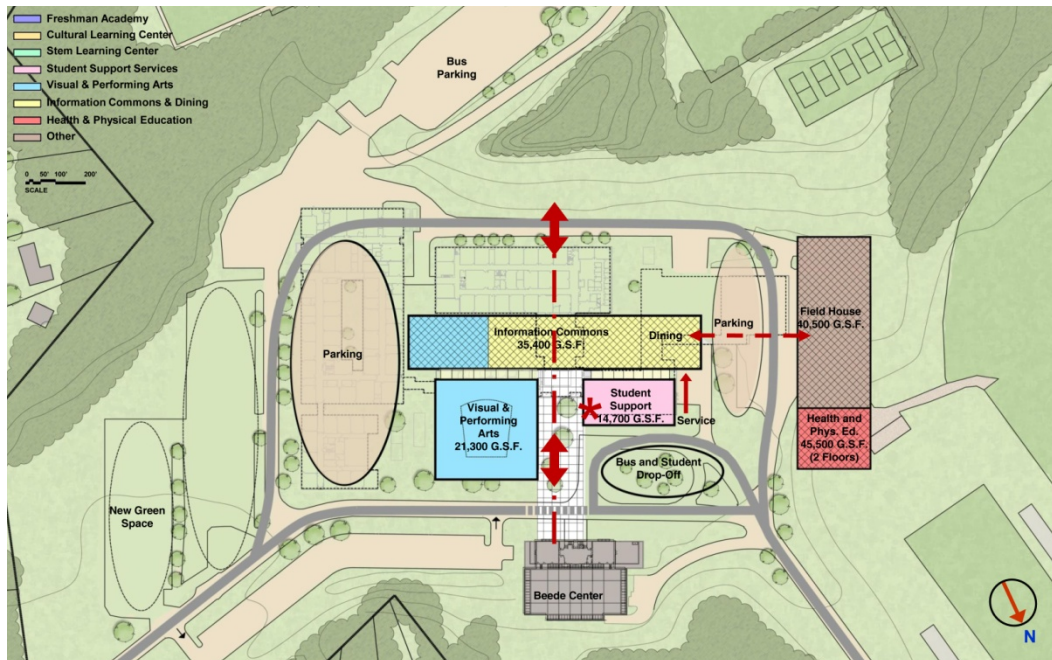 Freshman Academy
Cultural Learning Center
Stem Learning Center
Student Support Services
Visual & Performing Arts
Information Commons & Dining
Health & Physical Education
Other
0 50' 100' 200'
SCALE
Bus
Parking
Parking
Information Commons
35,400 G.S.F.
Dining
Parking
Field House
40,500 G.S.F.
Visual &
Performing
Arts
21,300 G.S.F.
Student
Support
14,700 G.S.F.
Service
Health and
Phys. Ed.
45,500 G.S.F.
(2 Floors)
Bus and Student
Drop-Off
New Green
Space
Beede Center
N